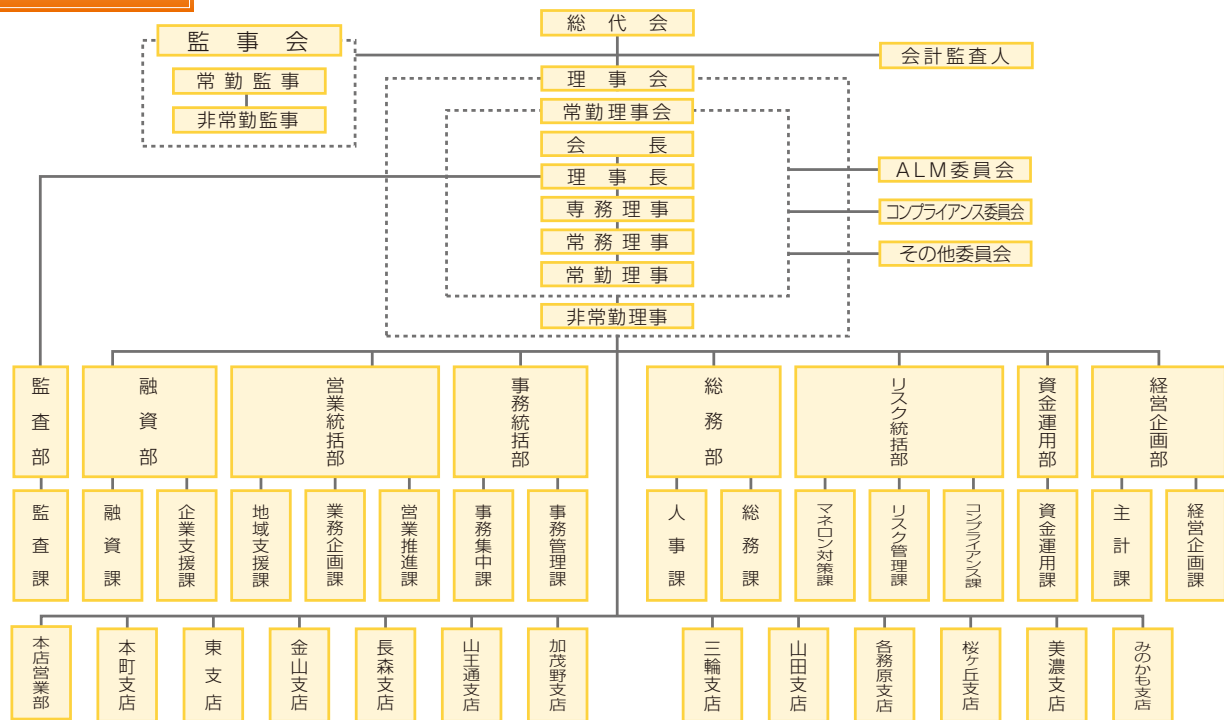 総代会
監事会
会計監査人
常勤監事
理事会
非常勤監事
常勤理事会
会長
理事長
ALM委員会
専務理事
コンプライアンス委員会
常務理事
その他委員会
常勤理事
非常勤理事
監査部
融資部
営業統括部
事務統括部
総務部
リスク統括部
資金運用部
経営企画部
監査課
融資課
企業支援課
地域支援課
業務企画課
営業推進課
事務集中課
事務管理課
人事課
総務課
マネロン対策課
リスク管理課
コンプライアンス課
資金運用課
主計課
経営企画課
本店営業部
本町支店
東支店
金山支店
長森支店
山王通支店
加茂野支店
三輪支店
山田支店
各務原支店
桜ヶ丘支店
美濃支店
みのかも支店